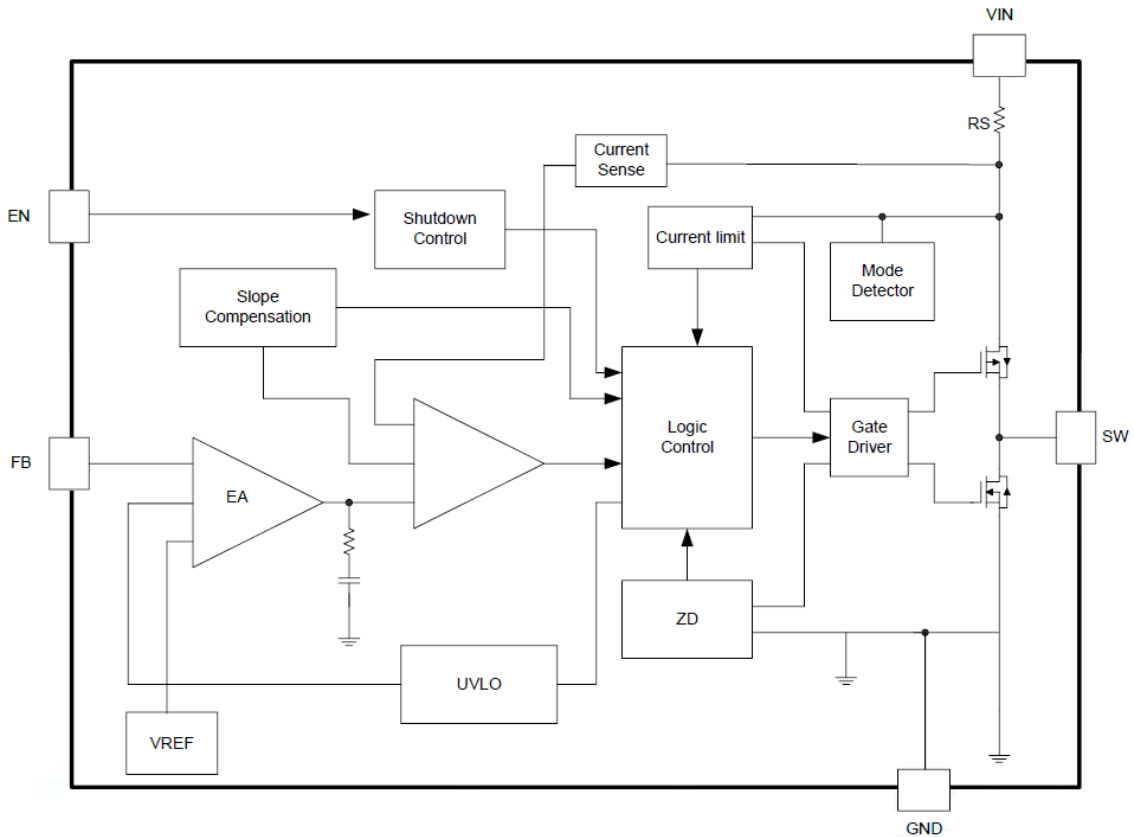 VIN
RS
Current
Sense
EN
Shutdown
Control
Current limit
Mode
Detector
Slope
Compensation
Logic
Control
Gate
Driver
SW
FB
EA
ZD
UVLO
VREF
GND